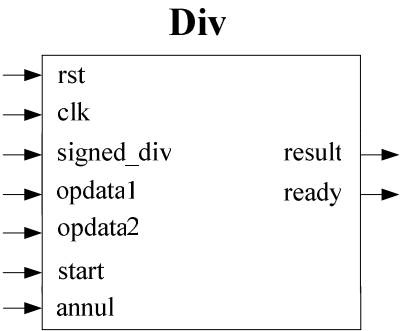 Div
rst
clk
signed_div
result
opdata1
ready
opdata2
start
annul